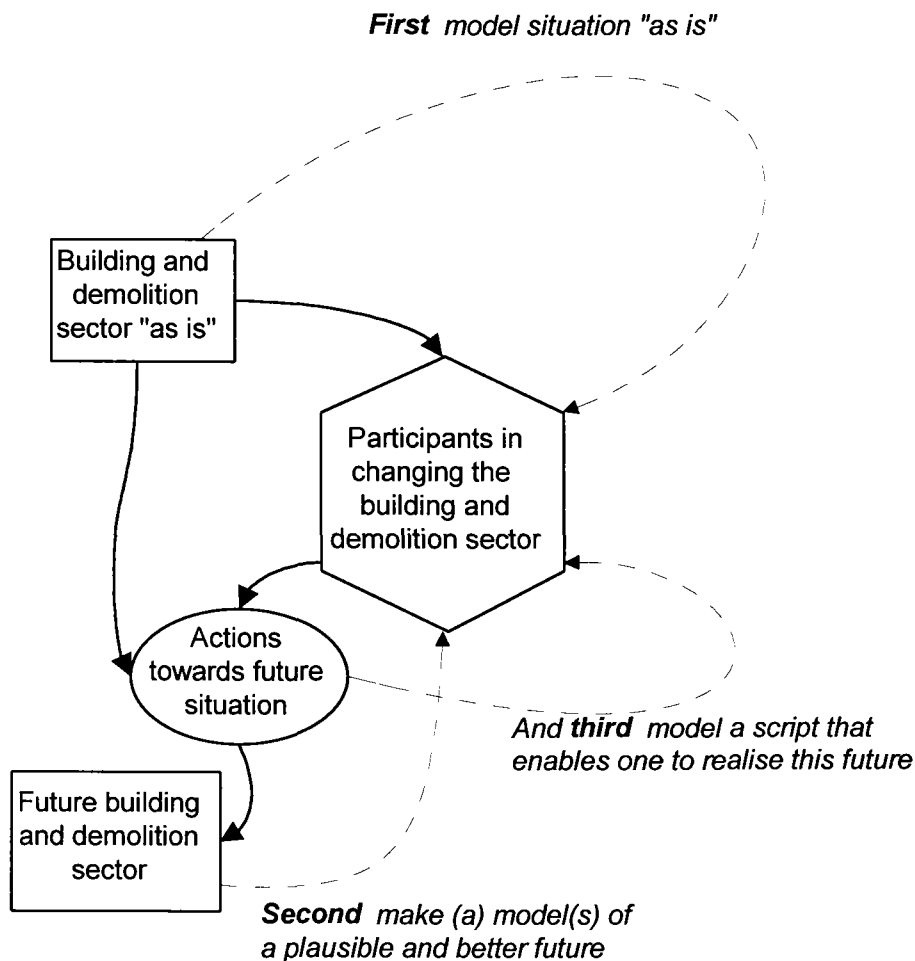 First model situation "as is"
Building and
demolition
sector "as is"
Participants in
changing the
building and
demolition sector
Actions
towards future
situation
And third model a script that
enables one to realise this future
Future building
and demolition
sector
Second make (a) model(s) of
a plausible and better future